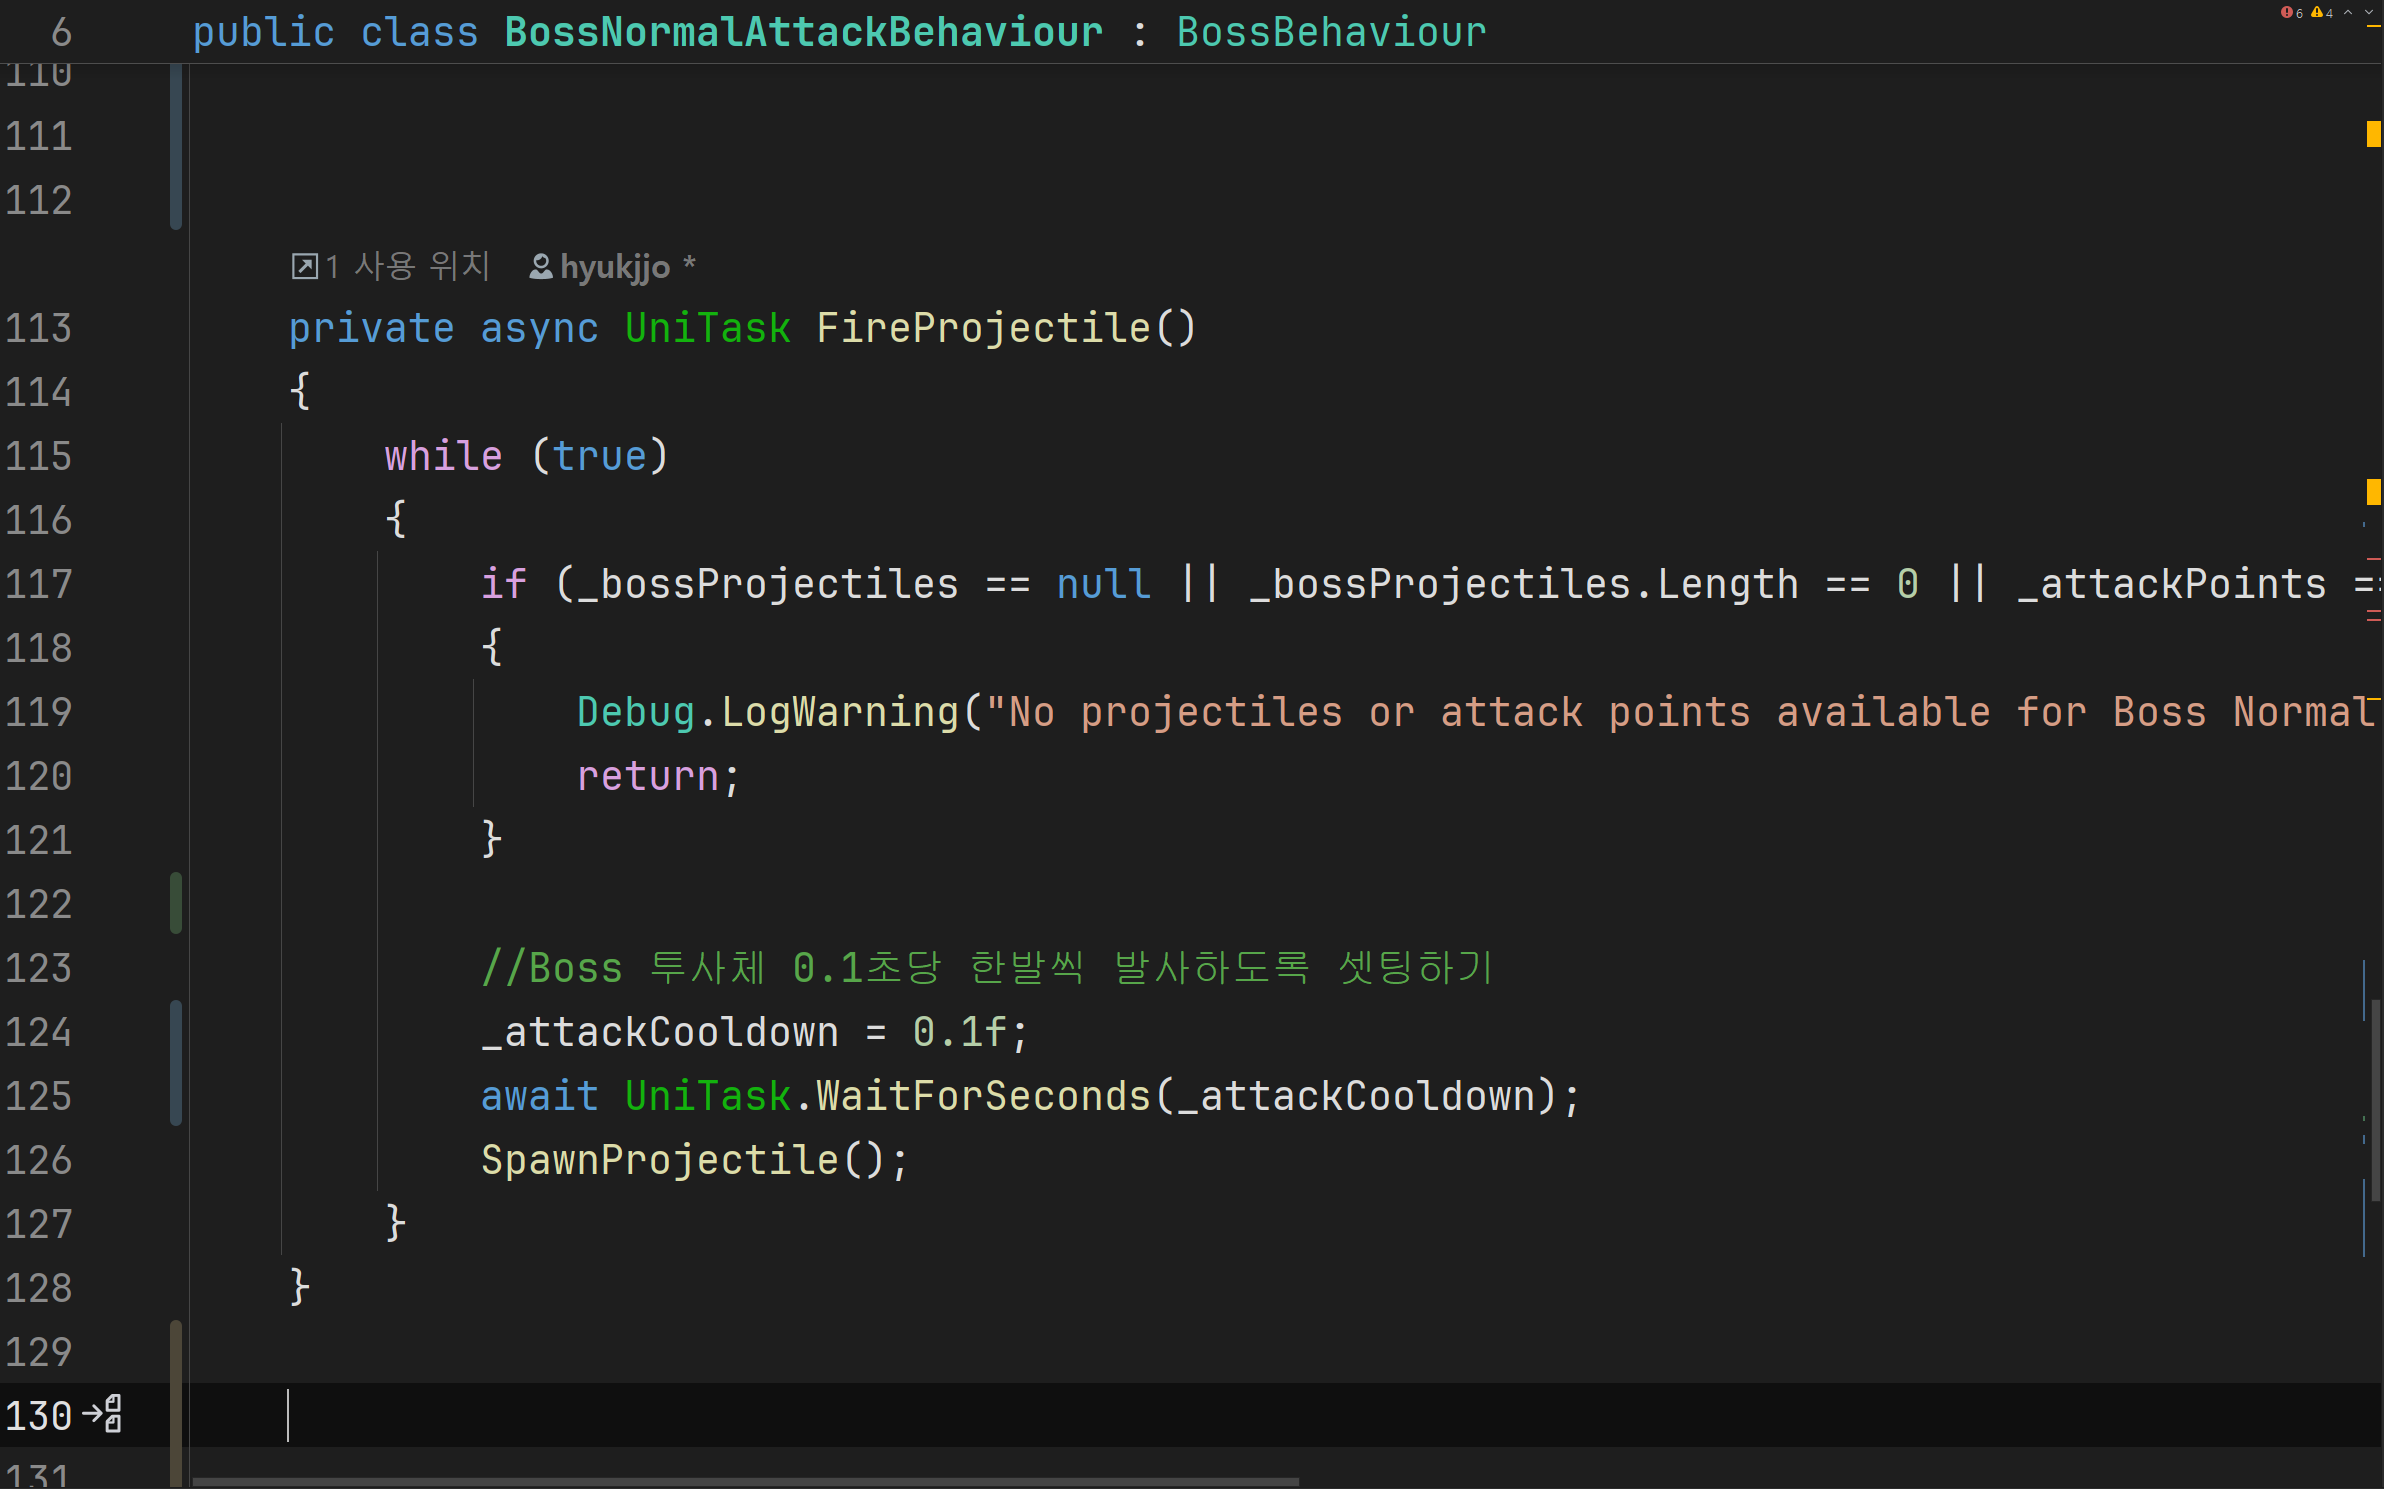 6 public class BossNormalAttackBehaviour : BossBehaviour
6 4
110
111
112
1 사용 위치 hyukjjo *
113 private async UniTask FireProjectile()
114 {
115 while (true)
116 {
117 if (_bossProjectiles == null || _bossProjectiles.Length == 0 || _attackPoints ==
118 {
119 Debug.LogWarning("No projectiles or attack points available for Boss Normal
120 return;
121 }
122
123 //Boss 투사체 0.1초당 한발씩 발사하도록 셋팅하기
124 _attackCooldown = 0.1f;
125 await UniTask.WaitForSeconds(_attackCooldown);
126 SpawnProjectile();
127 }
128 }
129
130
131